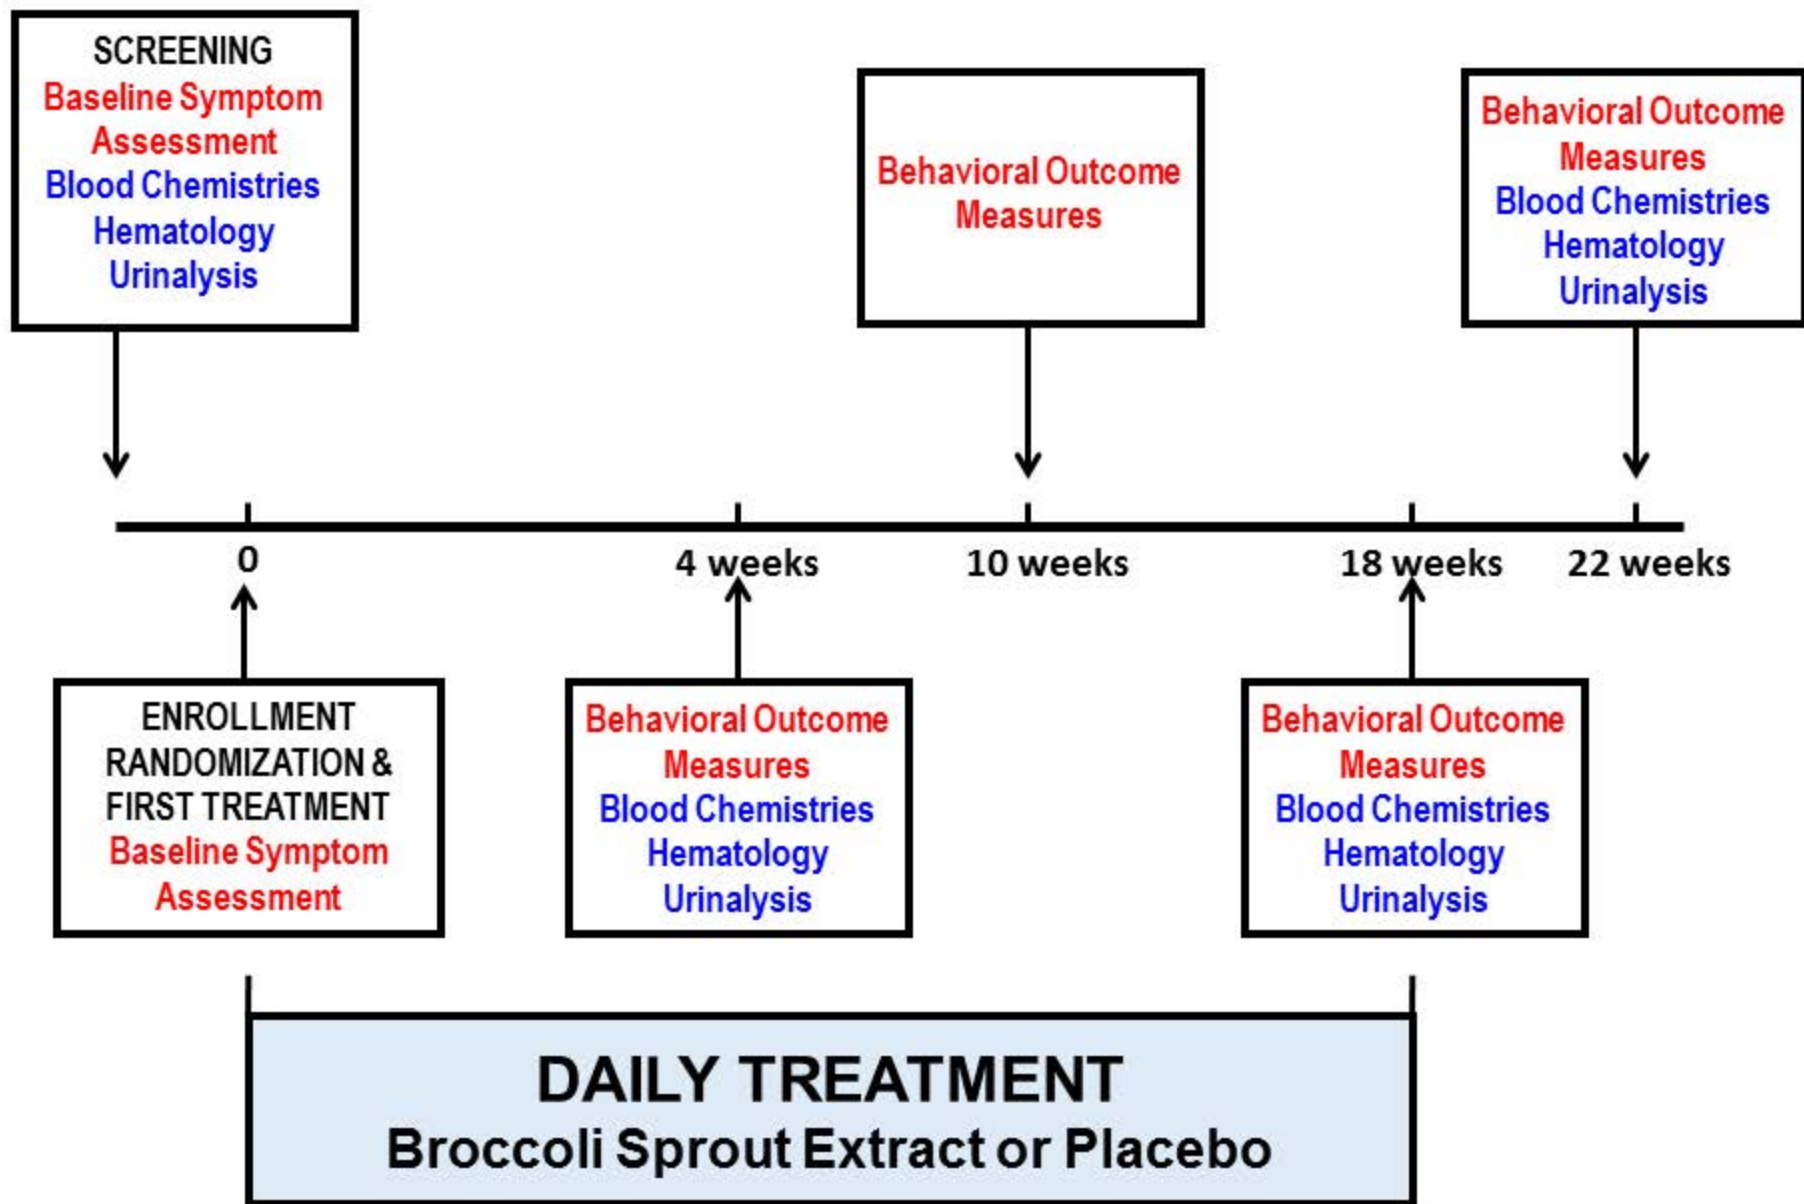 SCREENING
Baseline Symptom
Assessment
Blood Chemistries
Hematology
Urinalysis
Behavioral Outcome
Measures
Behavioral Outcome
Measures
Blood Chemistries
Hematology
Urinalysis
0
4 weeks
10 weeks
18 weeks
22 weeks
ENROLLMENT
RANDOMIZATION &
FIRST TREATMENT
Baseline Symptom
Assessment
Behavioral Outcome
Measures
Blood Chemistries
Hematology
Urinalysis
Behavioral Outcome
Measures
Blood Chemistries
Hematology
Urinalysis
DAILY TREATMENT
Broccoli Sprout Extract or Placebo